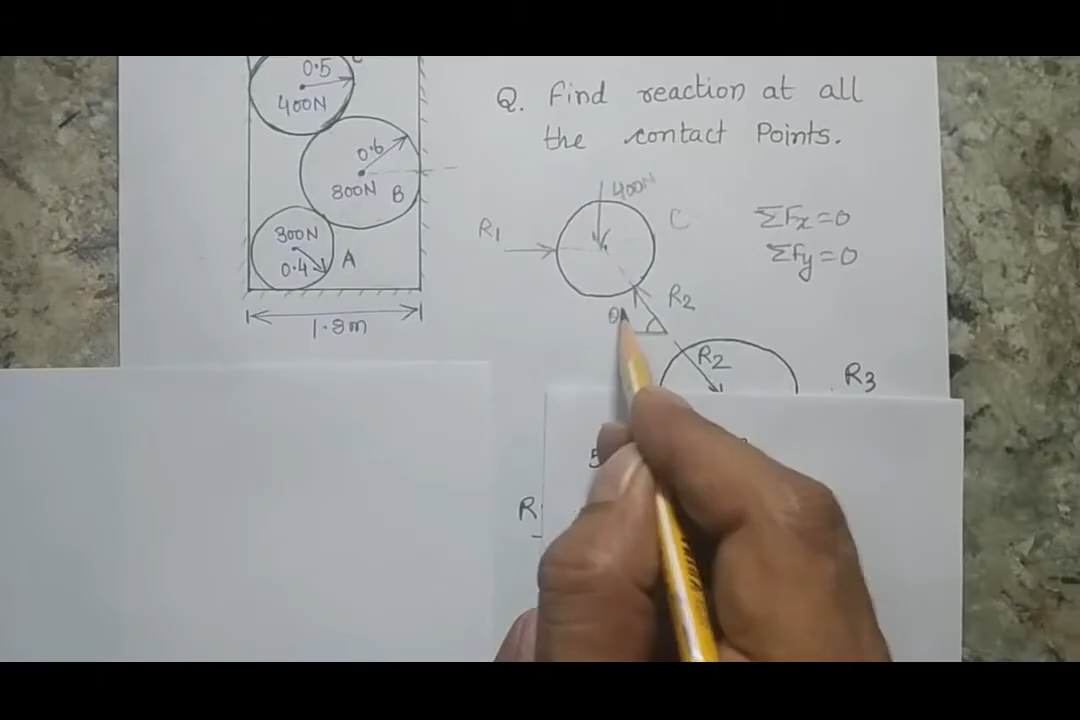 0.5
400N
0.6
800N B
300N
0.4 A
1.8m
Q. Find reaction at all
the contact Points.
400N
R1
C
ΣFx=0
ΣFy=0
R2
R2
R3
5
R